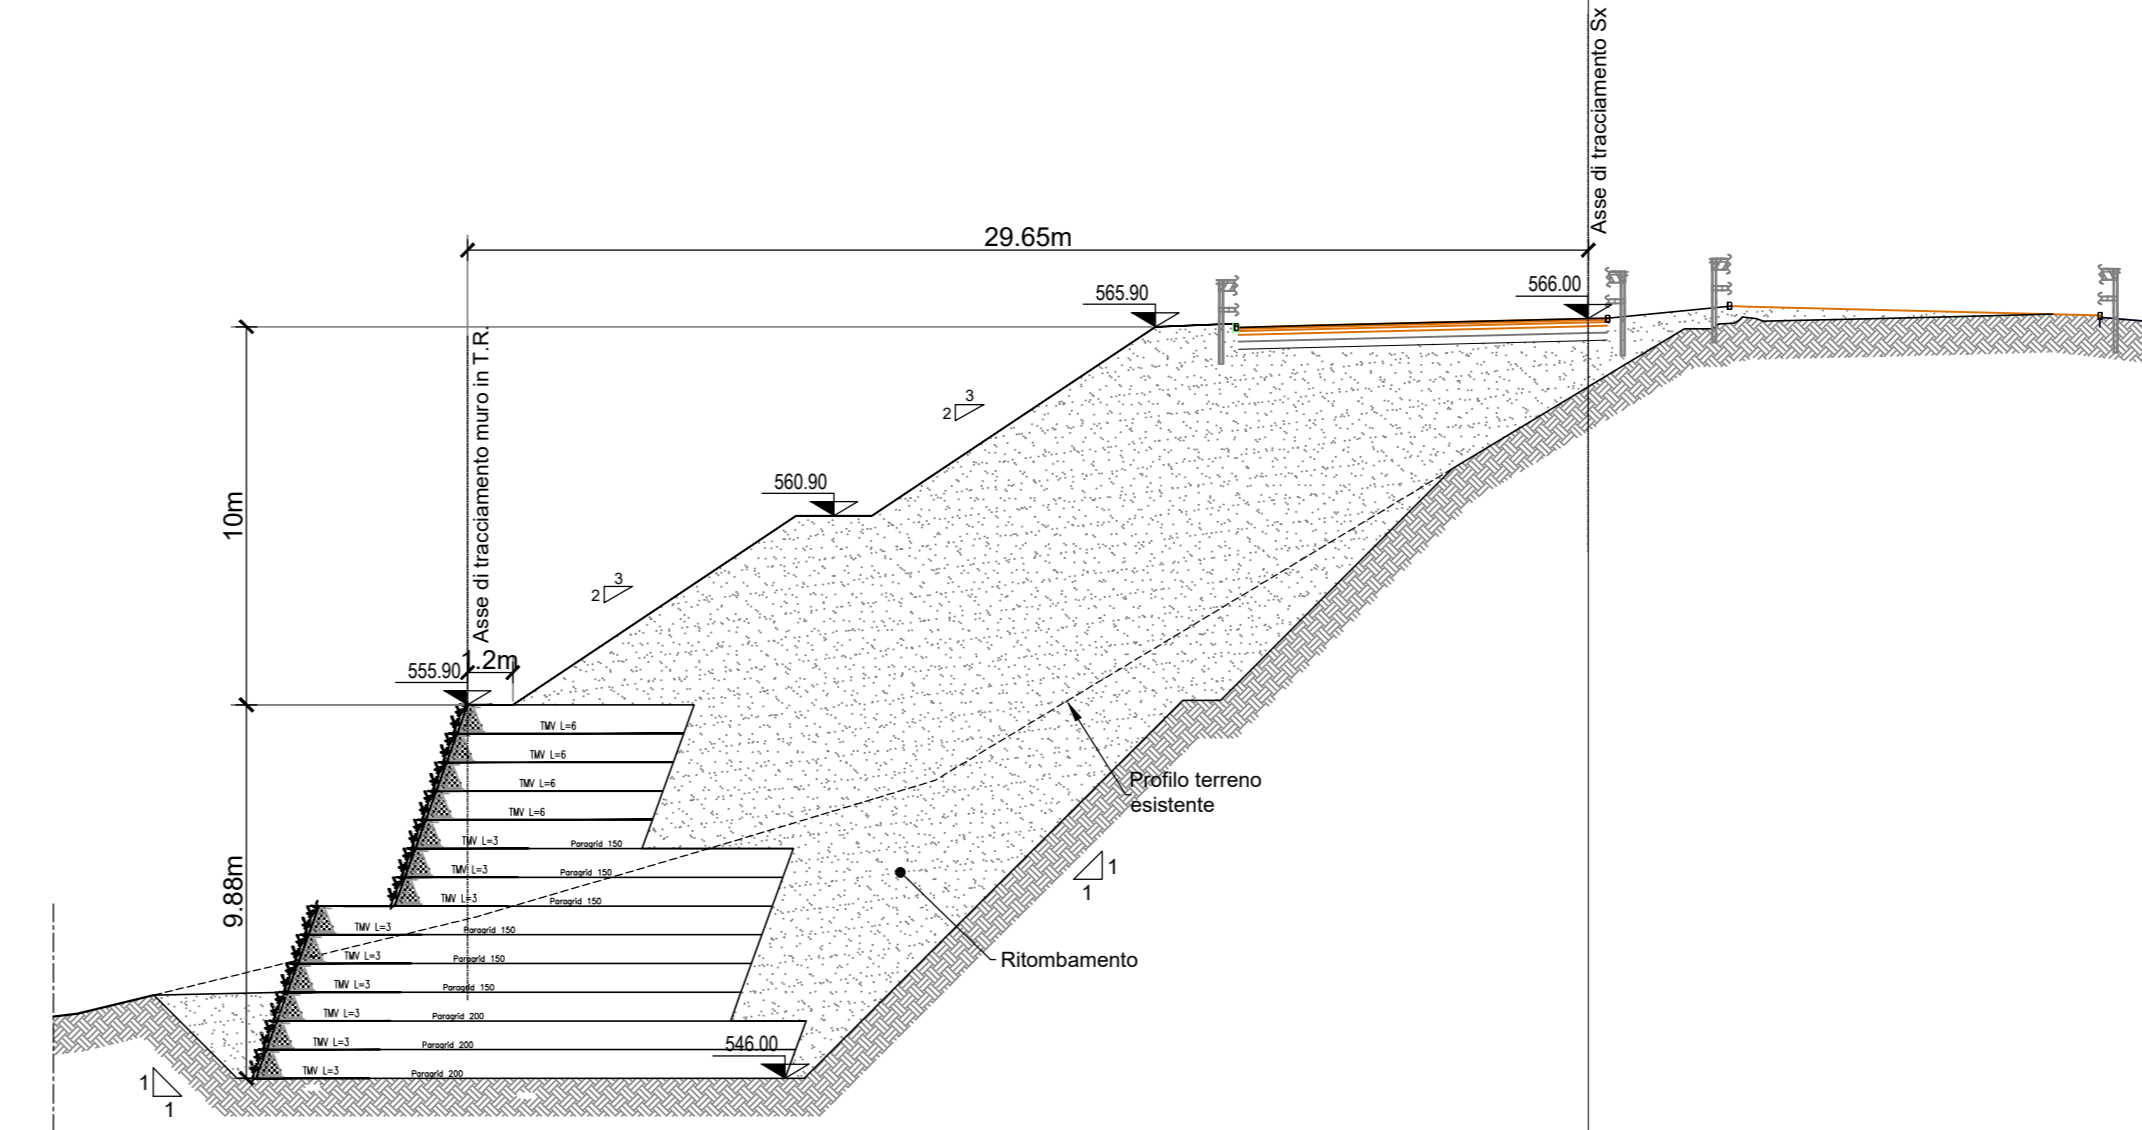 Asse di tracciamento Sx
29.65m
565.90
566.00
Asse di tracciamento muro in T.R.
10m
3
2
560.90
3
2
1.2m
555.90
TMV L=6
TMV L=6
TMV L=6
TMV L=6
Profilo terreno
esistente
TMV L=3 Paragrid 150
TMV L=3 Paragrid 150
TMV L=3 Paragrid 150
1
1
9.88m
TMV L=3 Paragrid 150
TMV L=3 Paragrid 150
Ritombamento
TMV L=3 Paragrid 150
TMV L=3 Paragrid 200
TMV L=3 Paragrid 200
546.00
TMV L=3 Paragrid 200
1
1